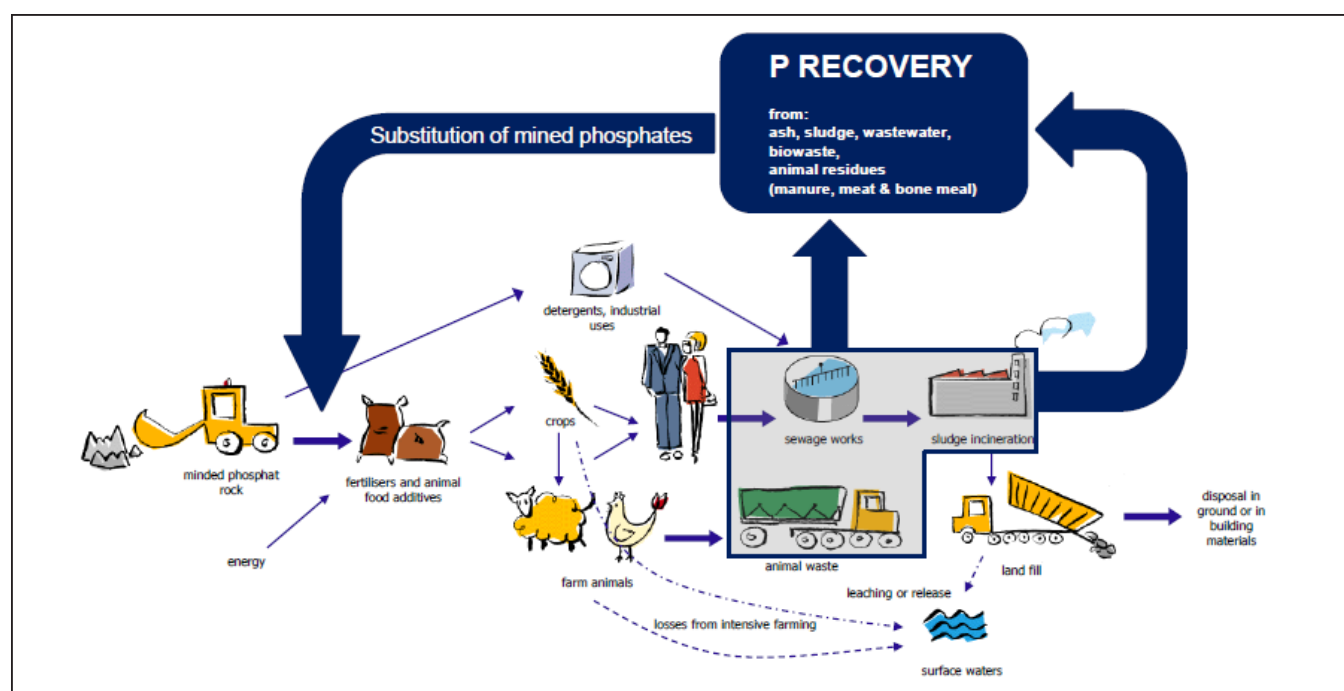 P RECOVERY
from:
ash, sludge, wastewater,
biowaste,
animal residues
(manure, meat & bone meal)
Substitution of mined phosphates
detergents, industrial
uses
crops
sewage works
sludge incineration
minded phosphat
rock
fertilisers and animal
food additives
disposal in
ground or in
building
materials
energy
farm animals
animal waste
land fill
leaching or release
losses from intensive farming
surface waters